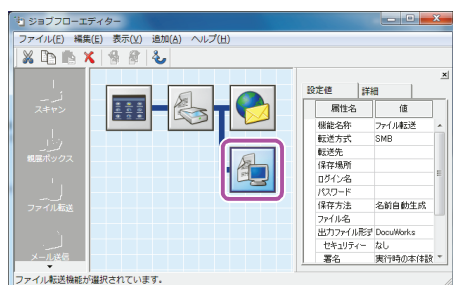 ジョブフローエディター
ファイル(F) 編集(E) 表示(V) 追加(A) ヘルプ(H)
スキャン
親展ボックス
ファイル転送
メール送信
設定値 詳細
属性名 値
機能名称 ファイル転送
転送方式 SMB
転送先
保存場所
ログイン名
パスワード
保存方法 名前自動生成
ファイル名
出力ファイル形式 DocuWorks
セキュリティー なし
署名 実行時の本体設
ファイル転送機能が選択されています。